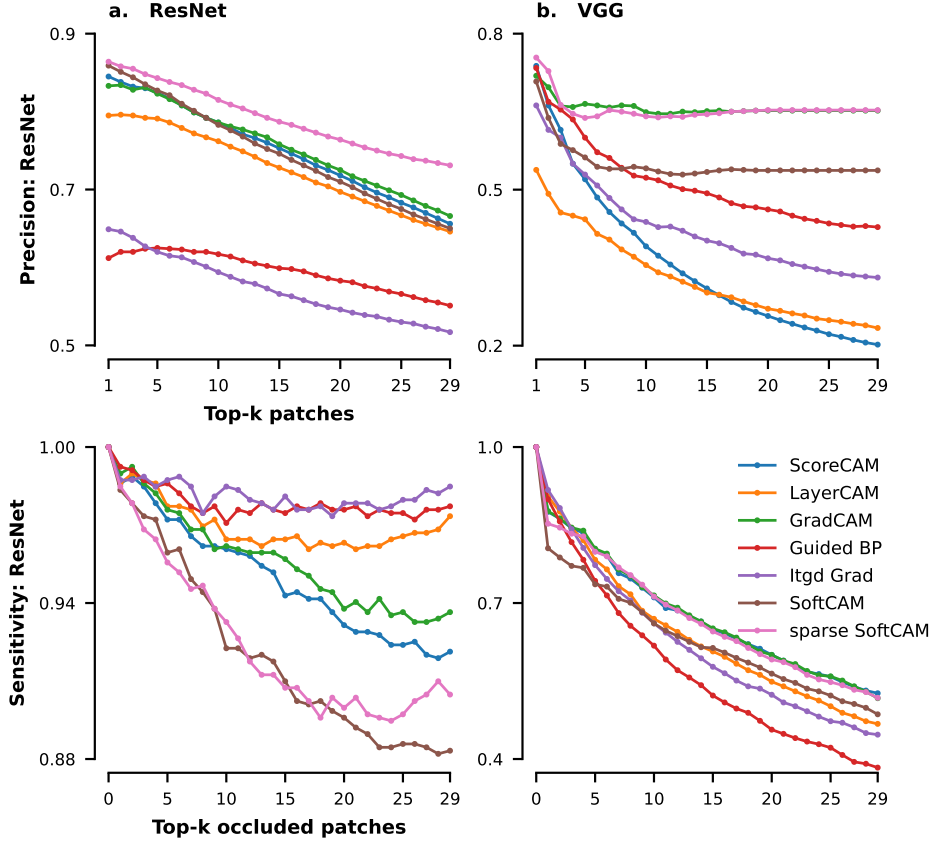 a. ResNet
b. VGG
Precision: ResNet
0.9
0.7
0.5
1 5 10 15 20 25 29
Top-k patches
0.8
0.5
0.2
1 5 10 15 20 25 29
Sensitivity: ResNet
1.00
0.94
0.88
0 5 10 15 20 25 29
Top-k occluded patches
1.0
0.7
0.4
0 5 10 15 20 25 29
ScoreCAM
LayerCAM
GradCAM
Guided BP
Itgd Grad
SoftCAM
sparse SoftCAM